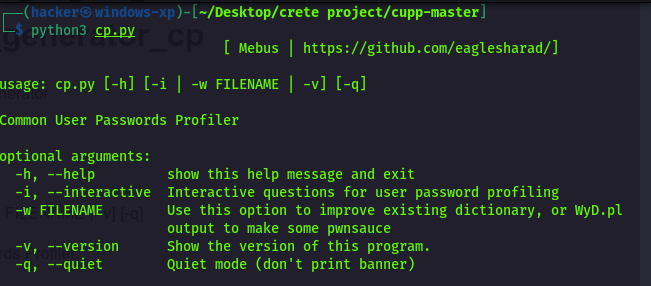 (hacker㉿windows-xp)-[~/Desktop/crete project/cupp-master]
$ python3 cp.py
[ Mebus | https://github.com/eaglesharad/]
usage: cp.py [-h] [-i | -w FILENAME | -v] [-q]
Common User Passwords Profiler
optional arguments:
-h, --help show this help message and exit
-i, --interactive Interactive questions for user password profiling
-w FILENAME Use this option to improve existing dictionary, or WyD.pl
output to make some pwnsauce
-v, --version Show the version of this program.
-q, --quiet Quiet mode (don't print banner)